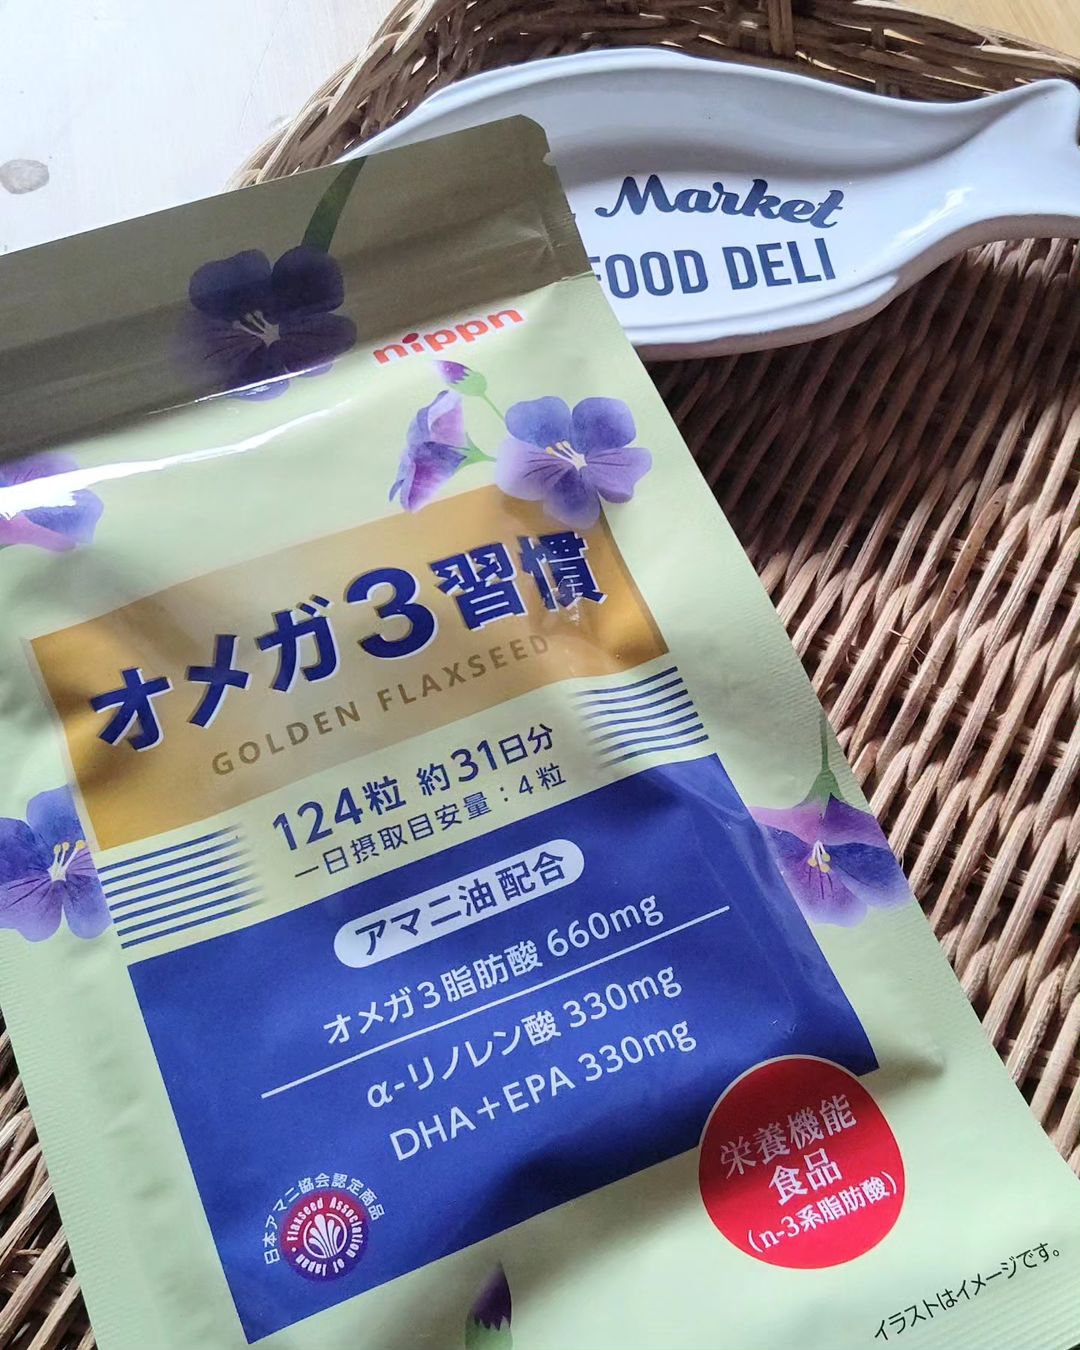 Market
FOOD DELI
nippn
オメガ3習慣
GOLDEN FLAXSEED
124粒 約31日分
一日摂取目安量：4粒
アマニ油配合
オメガ3脂肪酸 660mg
α-リノレン酸 330mg
DHA+EPA 330mg
栄養機能
食品
(n-3系脂肪酸)
日本アマニ協会認定商品
Flaxseed Association of Japan
イラストはイメージです。